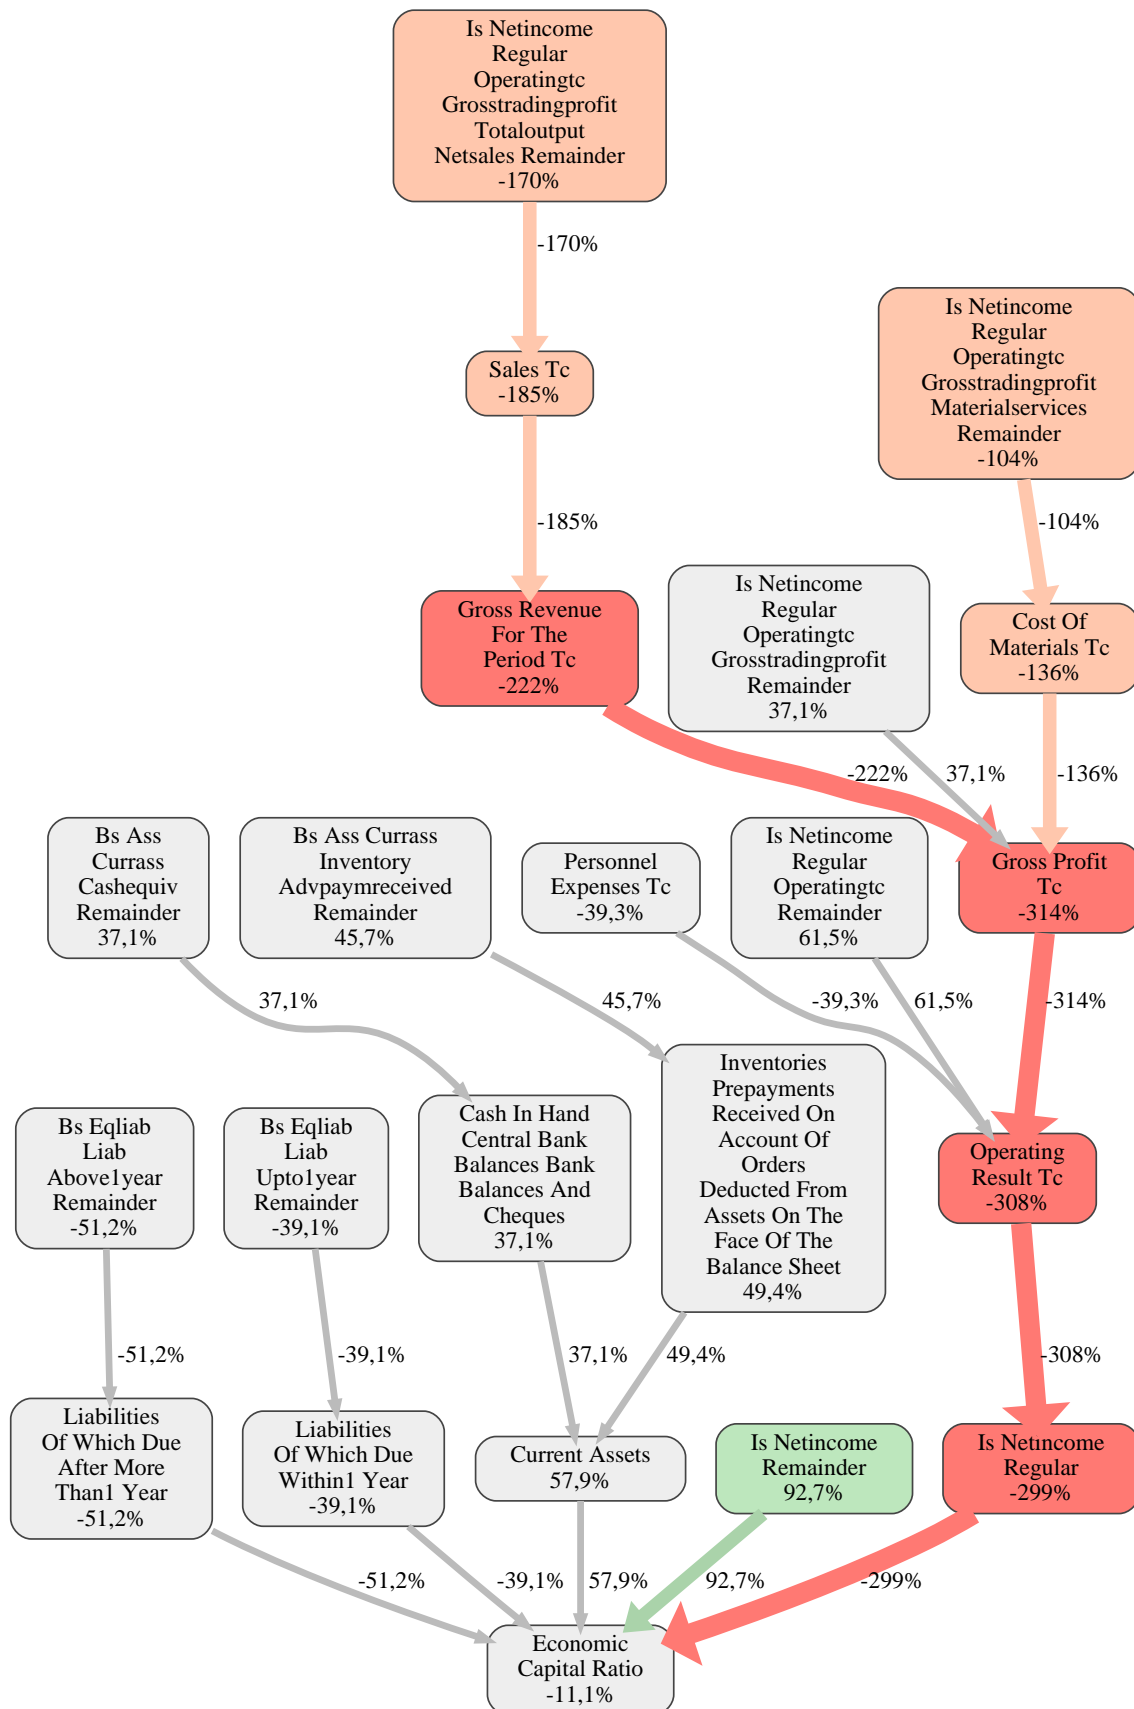 Is Netincome
Regular
Operatingtc
Grosstradingprofit
Totaloutput
Netsales Remainder
-170%
-170%
Is Netincome
Regular
Operatingtc
Grosstradingprofit
Materialservices
Remainder
-104%
Sales Tc
-185%
-185%
-104%
Gross Revenue
For The
Period Tc
-222%
Is Netincome
Regular
Operatingtc
Grosstradingprofit
Remainder
37,1%
Cost Of
Materials Tc
-136%
-222%
37,1%
-136%
Bs Ass
Currass
Cashequiv
Remainder
37,1%
Bs Ass Currass
Inventory
Advpaymreceived
Remainder
45,7%
Personnel
Expenses Tc
-39,3%
Is Netincome
Regular
Operatingtc
Remainder
61,5%
Gross Profit
Tc
-314%
37,1%
45,7%
-39,3%
61,5%
-314%
Bs Eqliab
Liab
Above1year
Remainder
-51,2%
Bs Eqliab
Liab
Upto1year
Remainder
-39,1%
Cash In Hand
Central Bank
Balances Bank
Balances And
Cheques
37,1%
Inventories
Prepayments
Received On
Account Of
Orders
Deducted From
Assets On The
Face Of The
Balance Sheet
49,4%
Operating
Result Tc
-308%
-51,2%
-39,1%
37,1%
49,4%
-308%
Liabilities
Of Which Due
After More
Than1 Year
-51,2%
Liabilities
Of Which Due
Within1 Year
-39,1%
Current Assets
57,9%
Is Netincome
Remainder
92,7%
Is Netincome
Regular
-299%
-51,2%
-39,1%
57,9%
92,7%
-299%
Economic
Capital Ratio
-11,1%